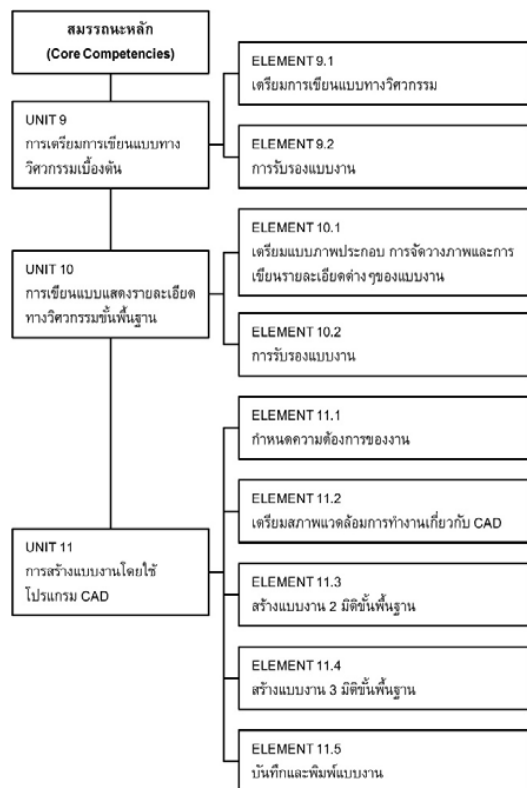 สมรรถนะหลัก
(Core Competencies)
UNIT 9
การเตรียมการเขียนแบบทาง
วิศวกรรมเบื้องต้น
ELEMENT 9.1
เตรียมการเขียนแบบทางวิศวกรรม
ELEMENT 9.2
การรับรองแบบงาน
UNIT 10
การเขียนแบบแสดงรายละเอียด
ทางวิศวกรรมขั้นพื้นฐาน
ELEMENT 10.1
เตรียมแบบภาพประกอบ การจัดวางภาพและการ
เขียนรายละเอียดต่างๆของแบบงาน
ELEMENT 10.2
การรับรองแบบงาน
UNIT 11
การสร้างแบบงานโดยใช้
โปรแกรม CAD
ELEMENT 11.1
กำหนดความต้องการของงาน
ELEMENT 11.2
เตรียมสภาพแวดล้อมการทำงานเกี่ยวกับ CAD
ELEMENT 11.3
สร้างแบบงาน 2 มิติขั้นพื้นฐาน
ELEMENT 11.4
สร้างแบบงาน 3 มิติขั้นพื้นฐาน
ELEMENT 11.5
บันทึกและพิมพ์แบบงาน